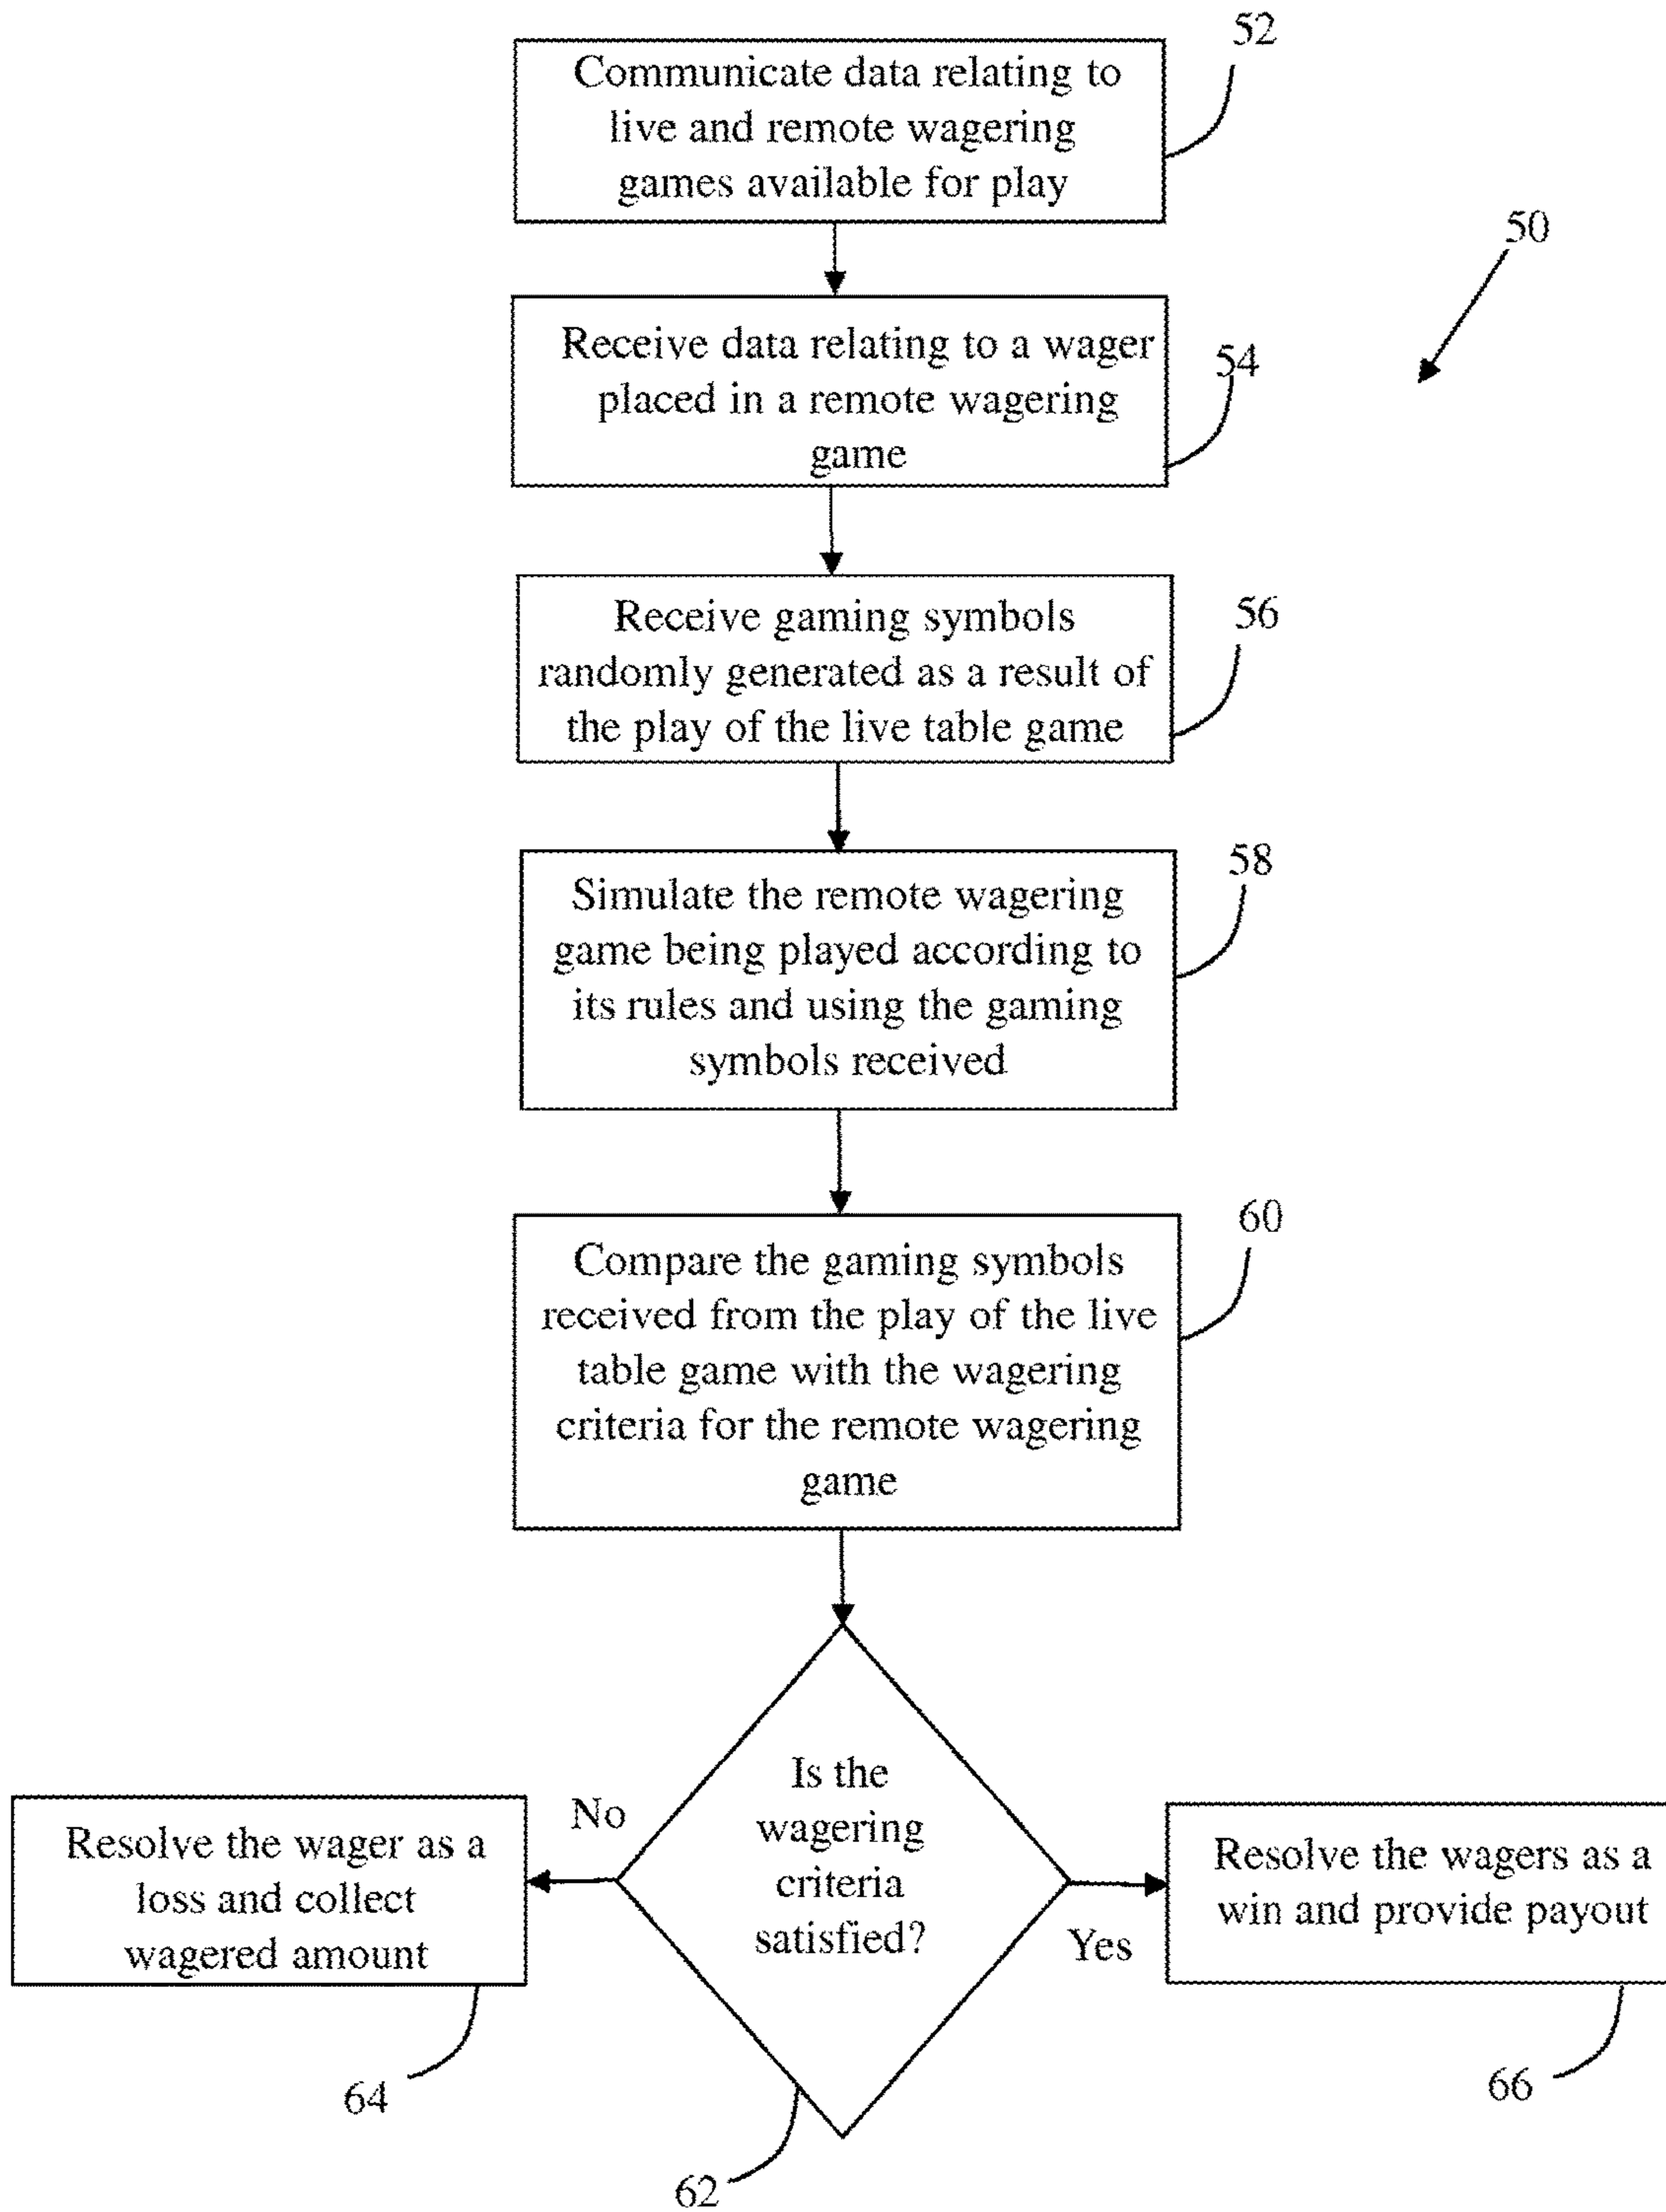 52
Communicate data relating to
live and remote wagering
games available for play
50
54
Receive data relating to a wager
placed in a remote wagering
game
56
Receive gaming symbols
randomly generated as a result of
the play of the live table game
58
Simulate the remote wagering
game being played according to
its rules and using the gaming
symbols received
60
Compare the gaming symbols
received from the play of the live
table game with the wagering
criteria for the remote wagering
game
Is the
wagering
criteria
satisfied?
No
Resolve the wager as a
loss and collect
wagered amount
Yes
Resolve the wagers as a
win and provide payout
64
66
62